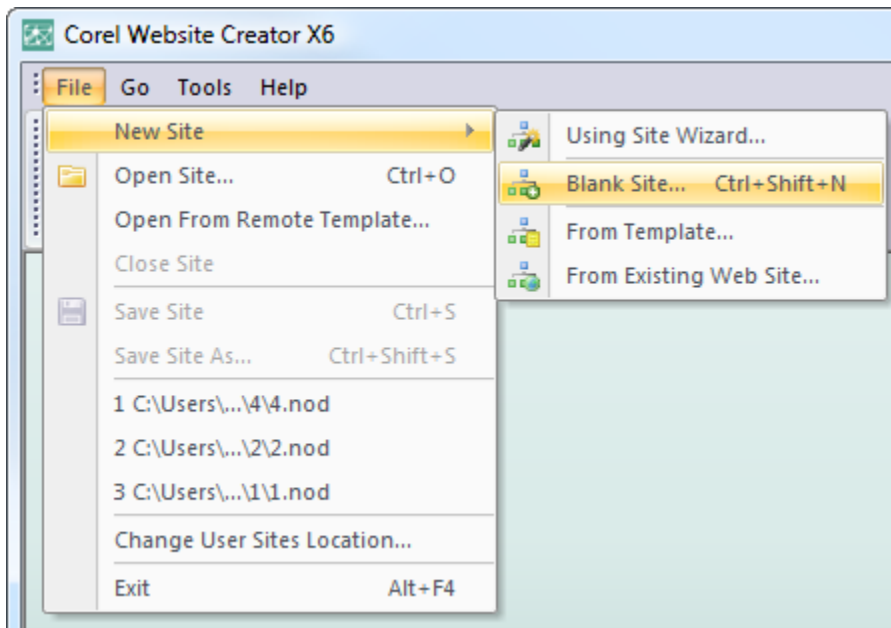 Corel Website Creator X6
File Go Tools Help
New Site
Open Site... Ctrl+O
Open From Remote Template...
Close Site
Save Site Ctrl+S
Save Site As... Ctrl+Shift+S
1 C:\Users\...\4\4.nod
2 C:\Users\...\2\2.nod
3 C:\Users\...\1\1.nod
Change User Sites Location...
Exit Alt+F4
Using Site Wizard...
Blank Site... Ctrl+Shift+N
From Template...
From Existing Web Site...